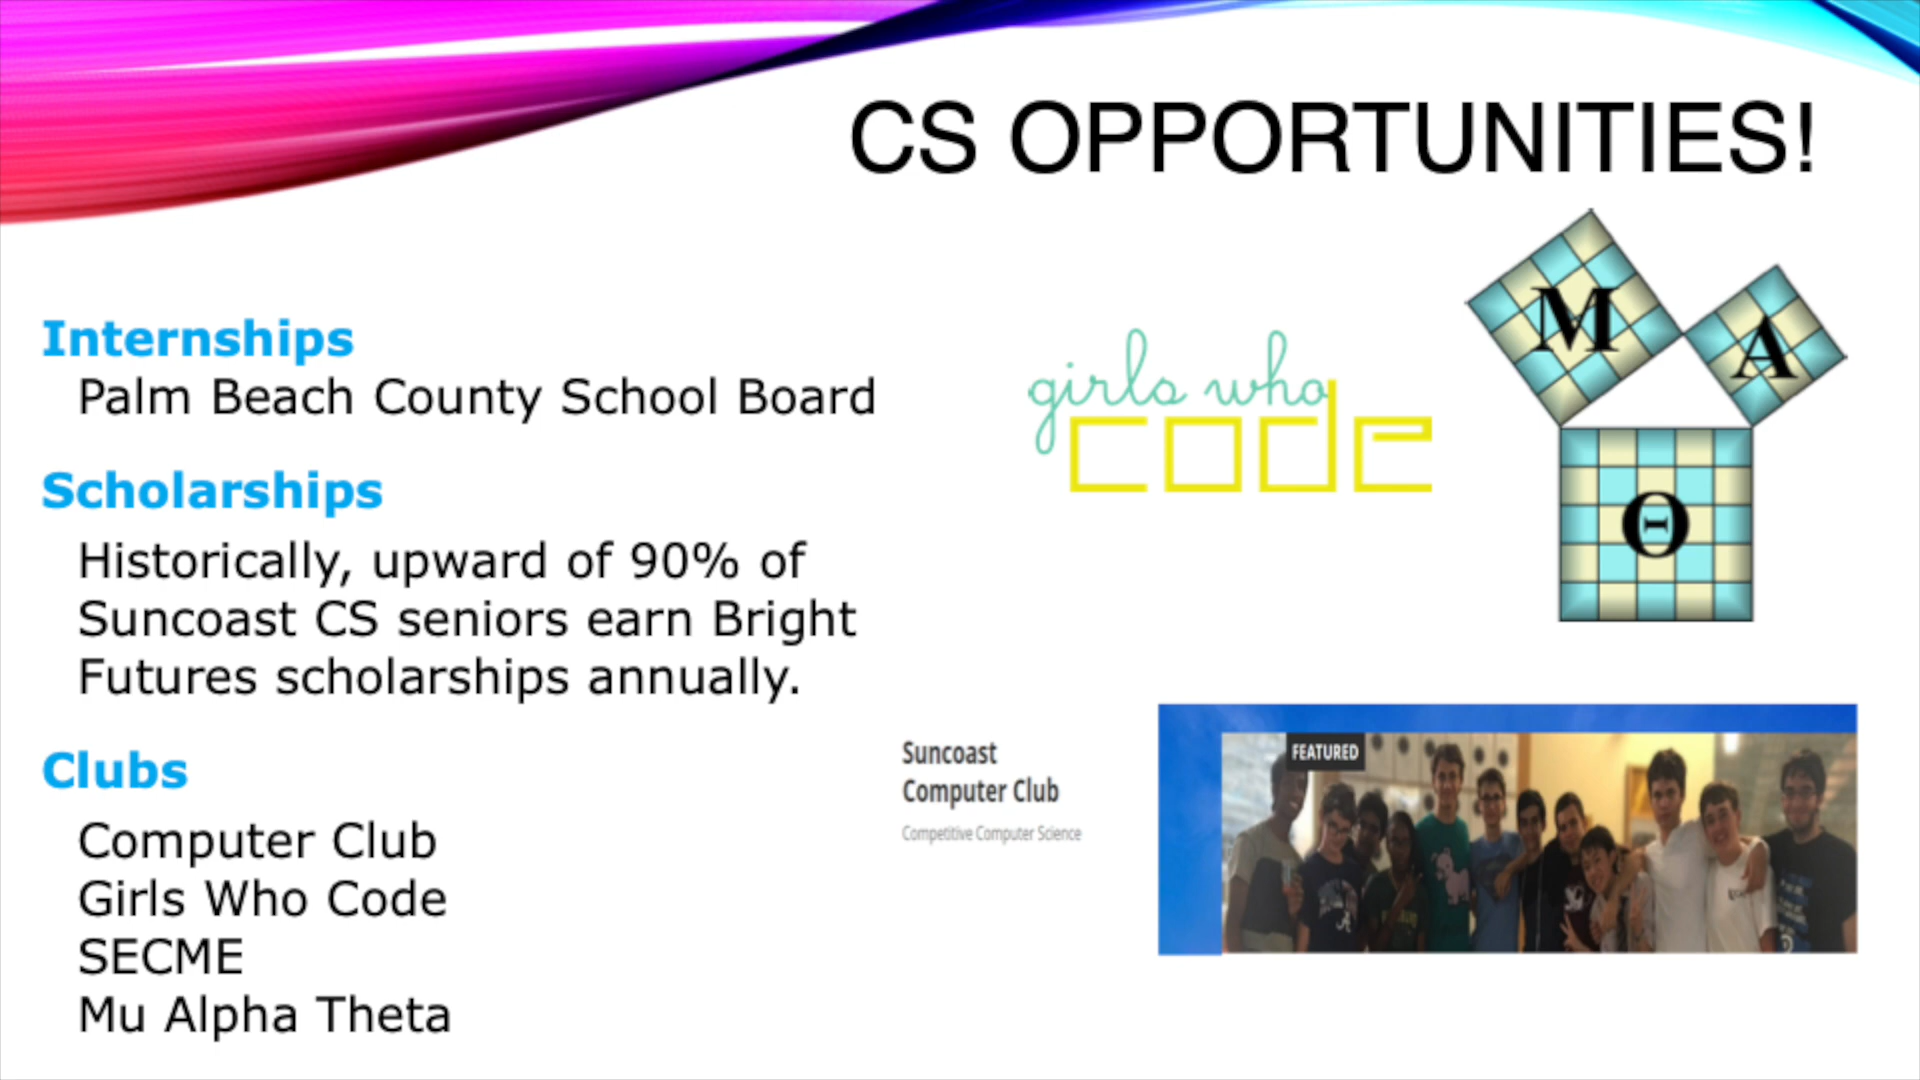 CS OPPORTUNITIES!
Internships
Palm Beach County School Board
Scholarships
Historically, upward of 90% of
Suncoast CS seniors earn Bright
Futures scholarships annually.
Clubs
Computer Club
Girls Who Code
SECME
Mu Alpha Theta
girls who
code
M
A
Θ
Suncoast
Computer Club
Competitive Computer Science
FEATURED